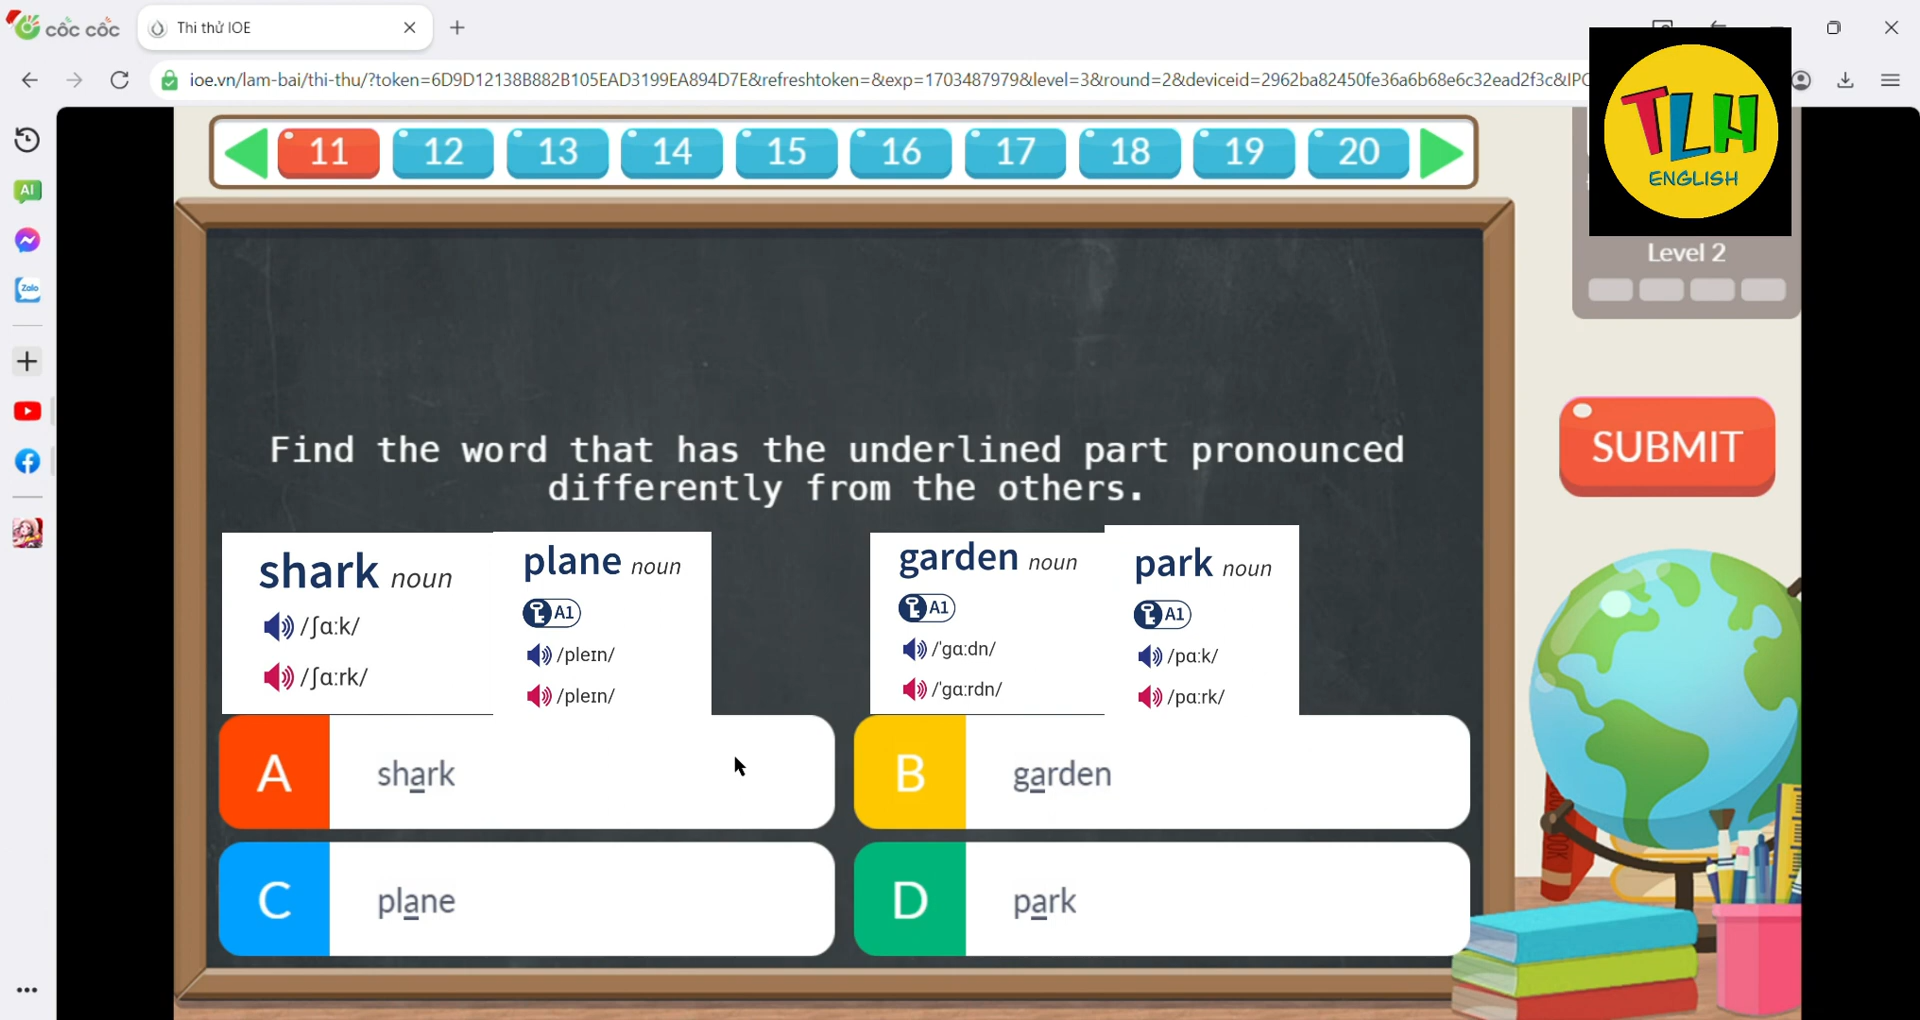 cốc cốc
Thi thử IOE
ioe.vn/lam-bai/thi-thu/?token=6D9D12138B882B105EAD3199EA894D7E&refreshtoken=&exp=1703487979&level=3&round=2&deviceid=2962ba82450fe36a6b68e6c32ead2f3c&IPC
AI
Zalo
11 12 13 14 15 16 17 18 19 20
TLH
ENGLISH
Level 2
Find the word that has the underlined part pronounced
differently from the others.
SUBMIT
shark noun
/ʃɑːk/
/ʃɑːrk/
plane noun
A1
/pleɪn/
/pleɪn/
garden noun
A1
/ˈɡɑːdn/
/ˈɡɑːrdn/
park noun
A1
/pɑːk/
/pɑːrk/
A shark
B garden
C plane
D park